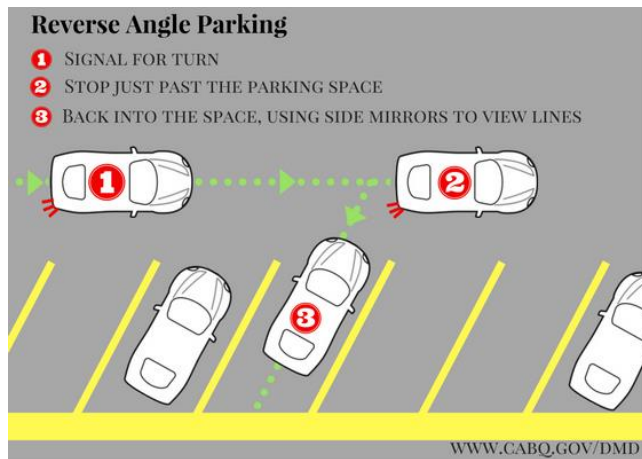 Reverse Angle Parking
1 SIGNAL FOR TURN
2 STOP JUST PAST THE PARKING SPACE
3 BACK INTO THE SPACE, USING SIDE MIRRORS TO VIEW LINES
1
2
3
WWW.CABQ.GOV/DMD